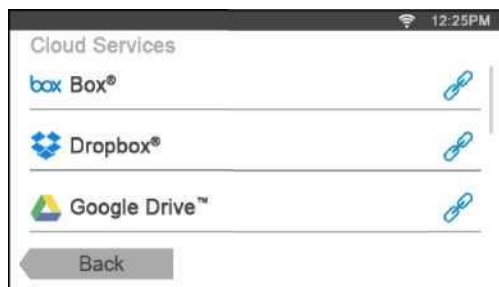 12:25PM
Cloud Services
box Box®
Dropbox®
Google Drive™
Back